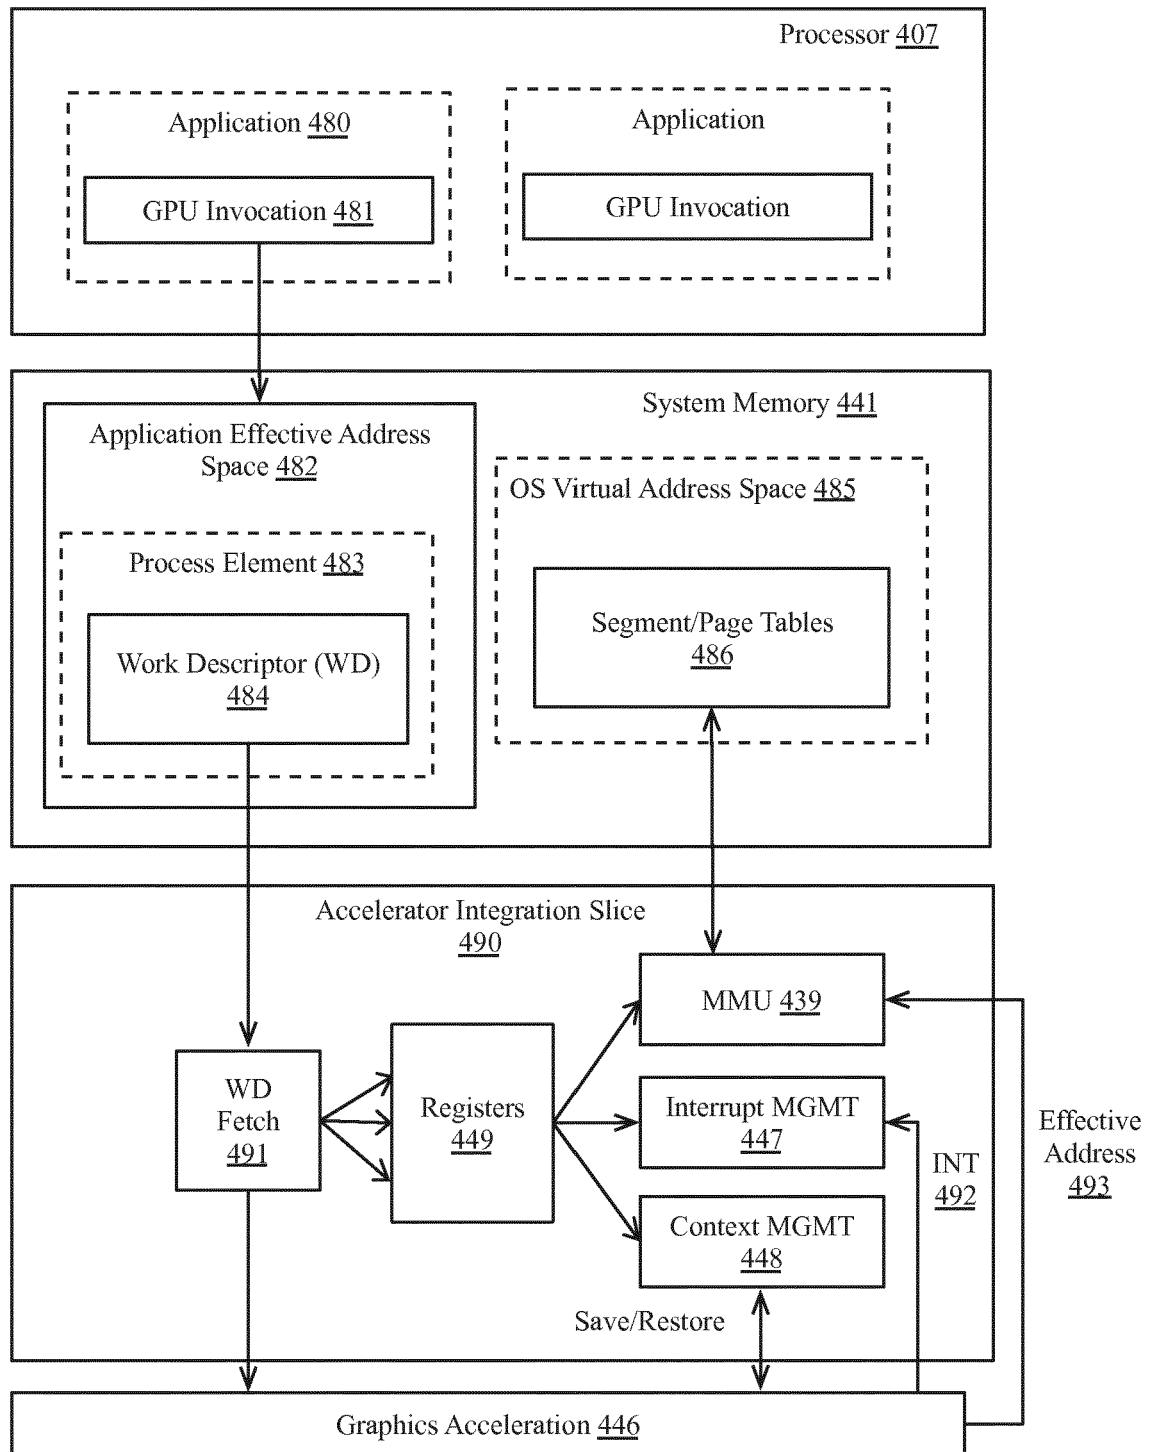 Processor 407
Application 480
Application
GPU Invocation 481
GPU Invocation
System Memory 441
Application Effective Address
Space 482
OS Virtual Address Space 485
Process Element 483
Segment/Page Tables
486
Work Descriptor (WD)
484
Accelerator Integration Slice
490
MMU 439
WD
Fetch
491
Registers
449
Interrupt MGMT
447
Effective
Address
493
INT
492
Context MGMT
448
Save/Restore
Graphics Acceleration 446